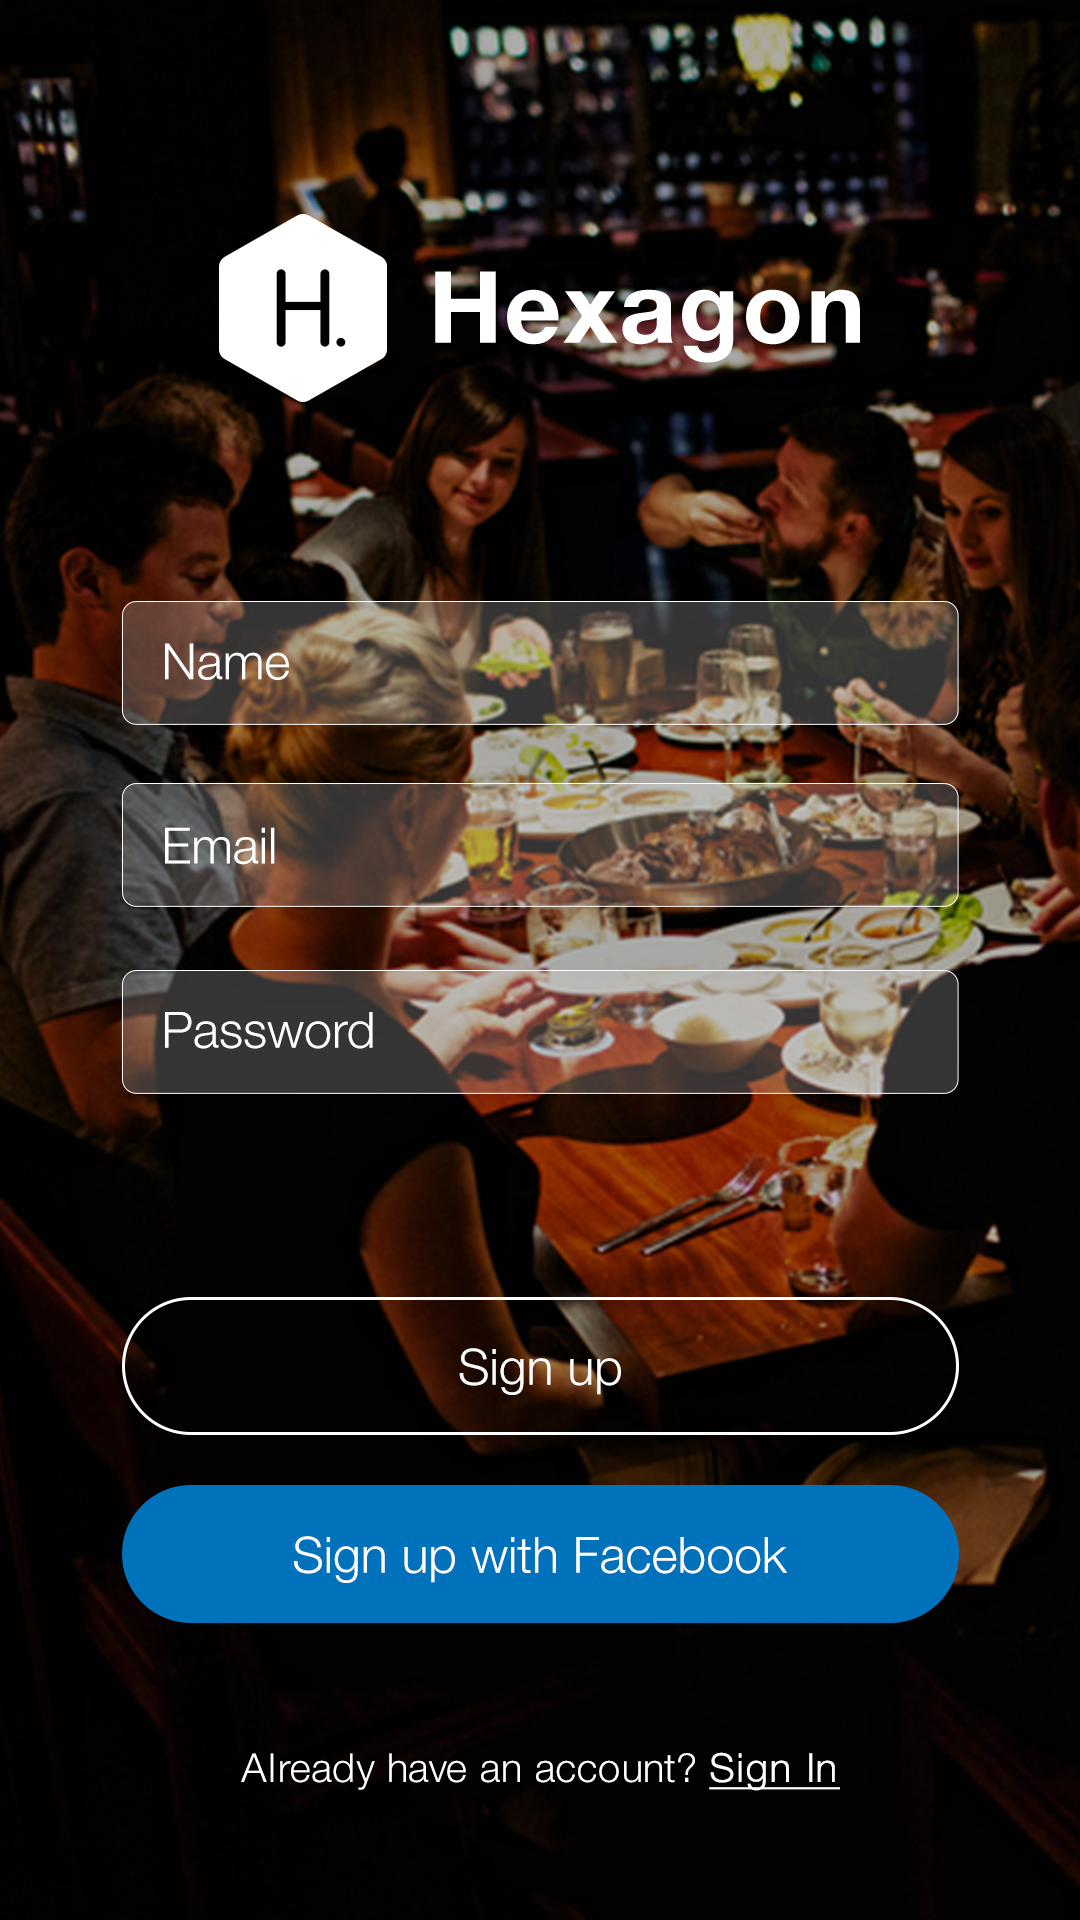 H.
Hexagon
Name
Email
Password
Sign up
Sign up with Facebook
Already have an account? Sign In